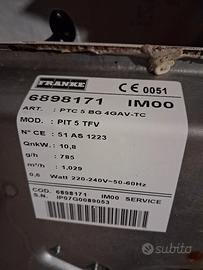 FRANKE
CE 0051
6898171 IM00
ART. : PTC 5 BG 4GAV-TC
MOD. : PIT 5 TFV
N° CE : 51 AS 1223
Qnkw. : 10,8
g/h : 785
m³/h : 1,029
0,6 Watt 220-240V~50-60Hz
COD. 6898171 IM00 SERVICE
S.N. IP07G0089053
subito